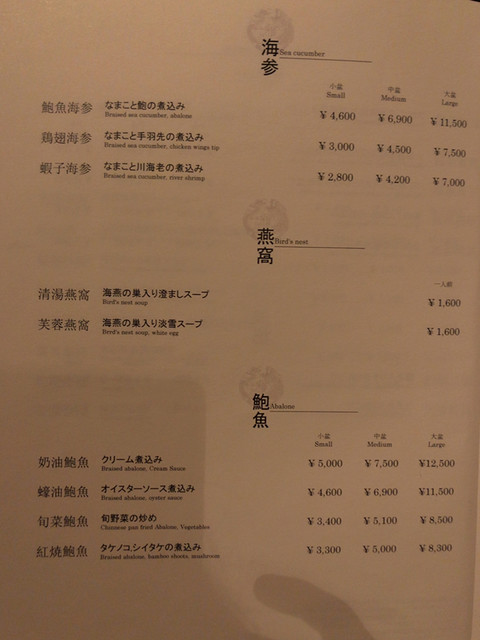 海参 Sea cucumber
小盆 中盆 大盆
Small Medium Large
鮑魚海参 なまこと鮑の煮込み ¥4,600 ¥6,900 ¥11,500
Braised sea cucumber, abalone
鶏翅海参 なまこと手羽先の煮込み ¥3,000 ¥4,500 ¥7,500
Braised sea cucumber, chicken wings tip
蝦子海参 なまこと川海老の煮込み ¥2,800 ¥4,200 ¥7,000
Braised sea cucumber, river shrimp
燕窩 Bird's nest
一人前
清湯燕窩 海燕の巣入り澄ましスープ ¥1,600
Bird's nest soup
芙蓉燕窩 海燕の巣入り淡雪スープ ¥1,600
Bird's nest soup, white egg
鮑魚 Abalone
小盆 中盆 大盆
Small Medium Large
奶油鮑魚 クリーム煮込み ¥5,000 ¥7,500 ¥12,500
Braised abalone, Cream Sauce
蠔油鮑魚 オイスターソース煮込み ¥4,600 ¥6,900 ¥11,500
Braised abalone, oyster sauce
旬菜鮑魚 旬野菜の炒め ¥3,400 ¥5,100 ¥8,500
Chinese pan fried Abalone, Vegetables
紅焼鮑魚 タケノコ,シイタケの煮込み ¥3,300 ¥5,000 ¥8,300
Braised abalone, bamboo shoots, mushroom